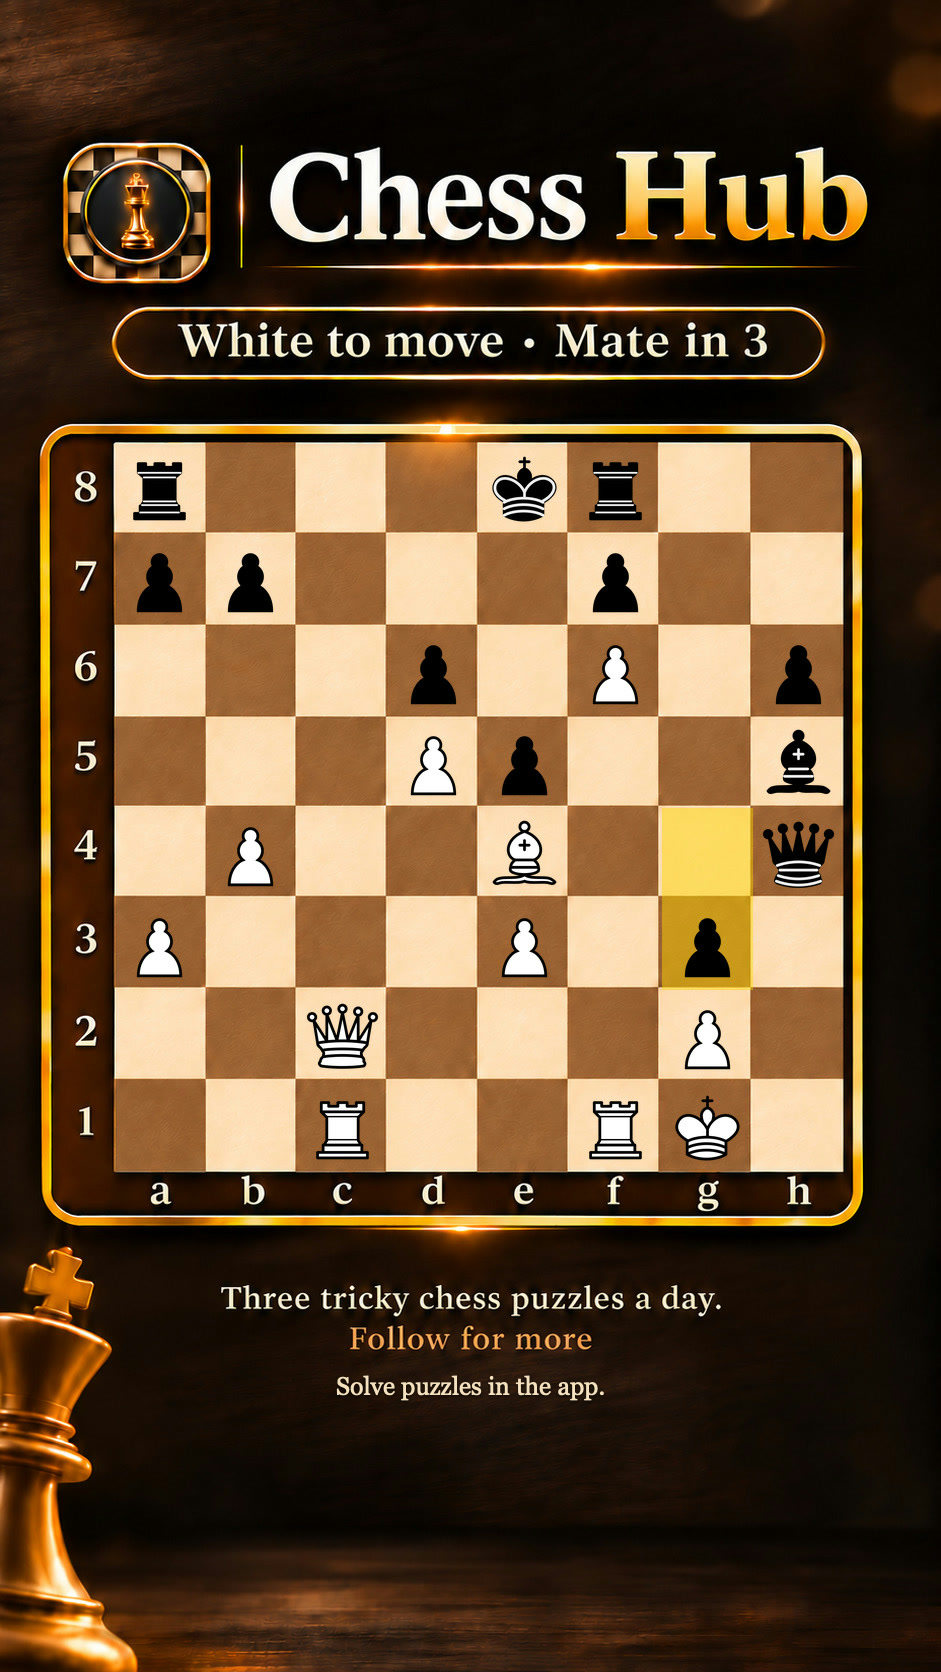 Chess Hub
White to move • Mate in 3
8
7
6
5
4
3
2
1
a b c d e f g h
Three tricky chess puzzles a day.
Follow for more
Solve puzzles in the app.